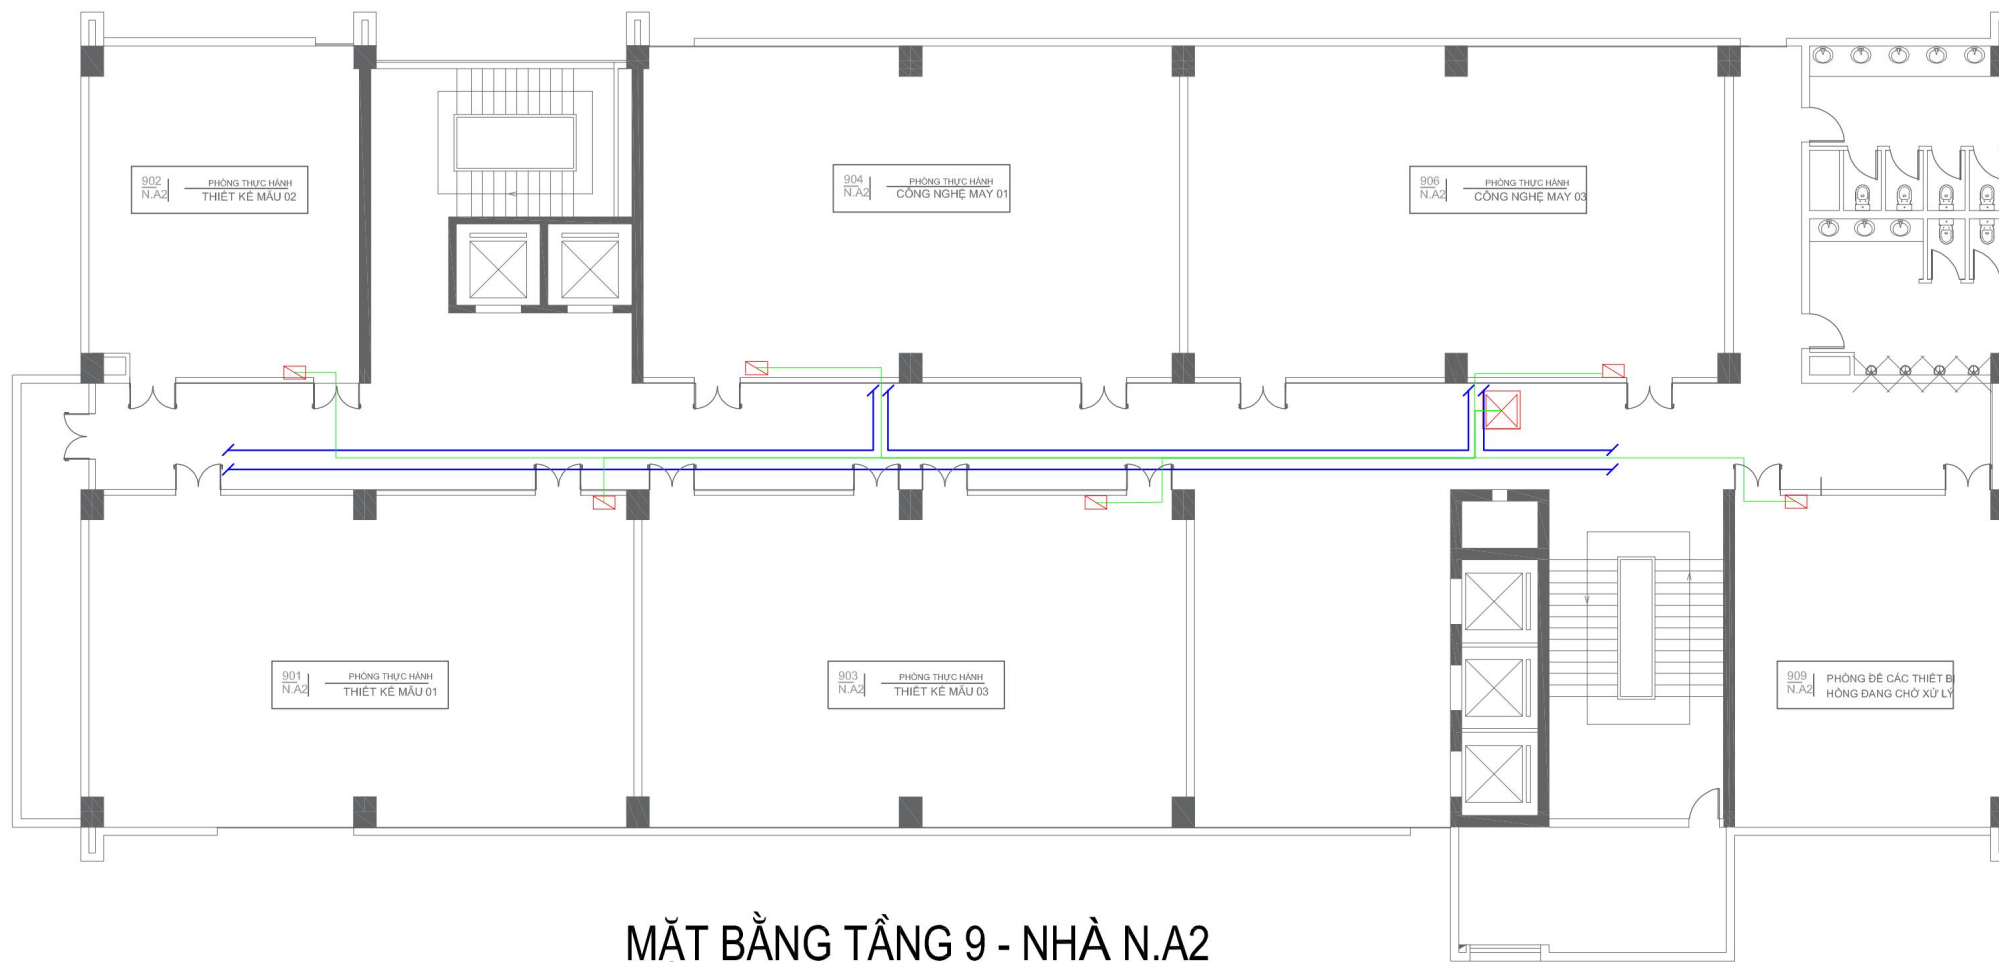 902
N.A2
PHÒNG THỰC HÀNH
THIẾT KẾ MẪU 02
904
N.A2
PHÒNG THỰC HÀNH
CÔNG NGHỆ MAY 01
906
N.A2
PHÒNG THỰC HÀNH
CÔNG NGHỆ MAY 03
901
N.A2
PHÒNG THỰC HÀNH
THIẾT KẾ MẪU 01
903
N.A2
PHÒNG THỰC HÀNH
THIẾT KẾ MẪU 03
909
N.A2
PHÒNG ĐỂ CÁC THIẾT BỊ
HỎNG ĐANG CHỜ XỬ LÝ
MẶT BẰNG TẦNG 9 - NHÀ N.A2